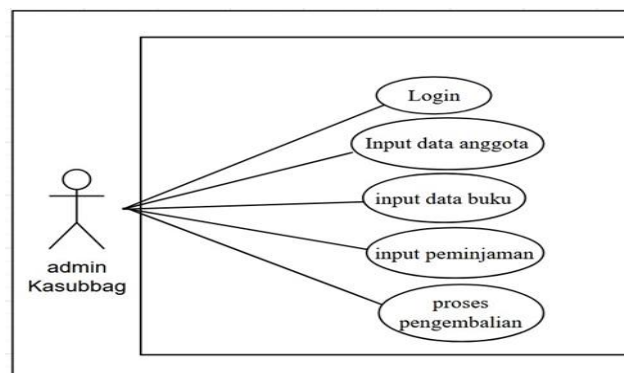 Login
Input data anggota
input data buku
input peminjaman
proses
pengembalian
admin
Kasubbag